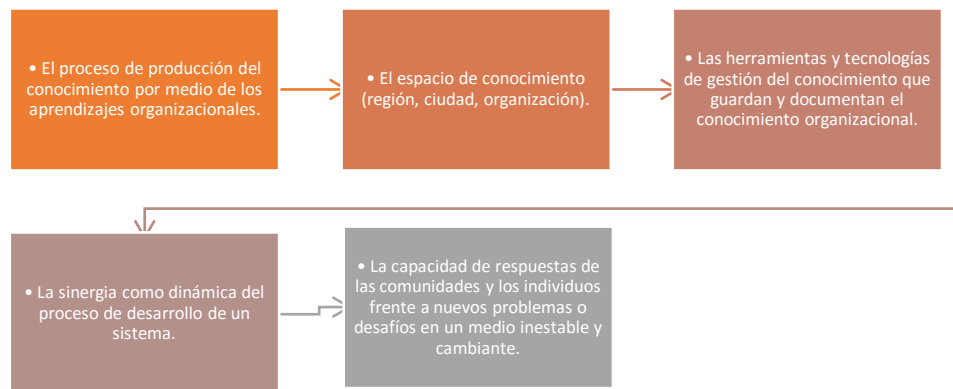 • El proceso de producción del
conocimiento por medio de los
aprendizajes organizacionales.
• El espacio de conocimiento
(región, ciudad, organización).
• Las herramientas y tecnologías
de gestión del conocimiento que
guardan y documentan el
conocimiento organizacional.
• La sinergia como dinámica del
proceso de desarrollo de un
sistema.
• La capacidad de respuestas de
las comunidades y los individuos
frente a nuevos problemas o
desafíos en un medio inestable y
cambiante.